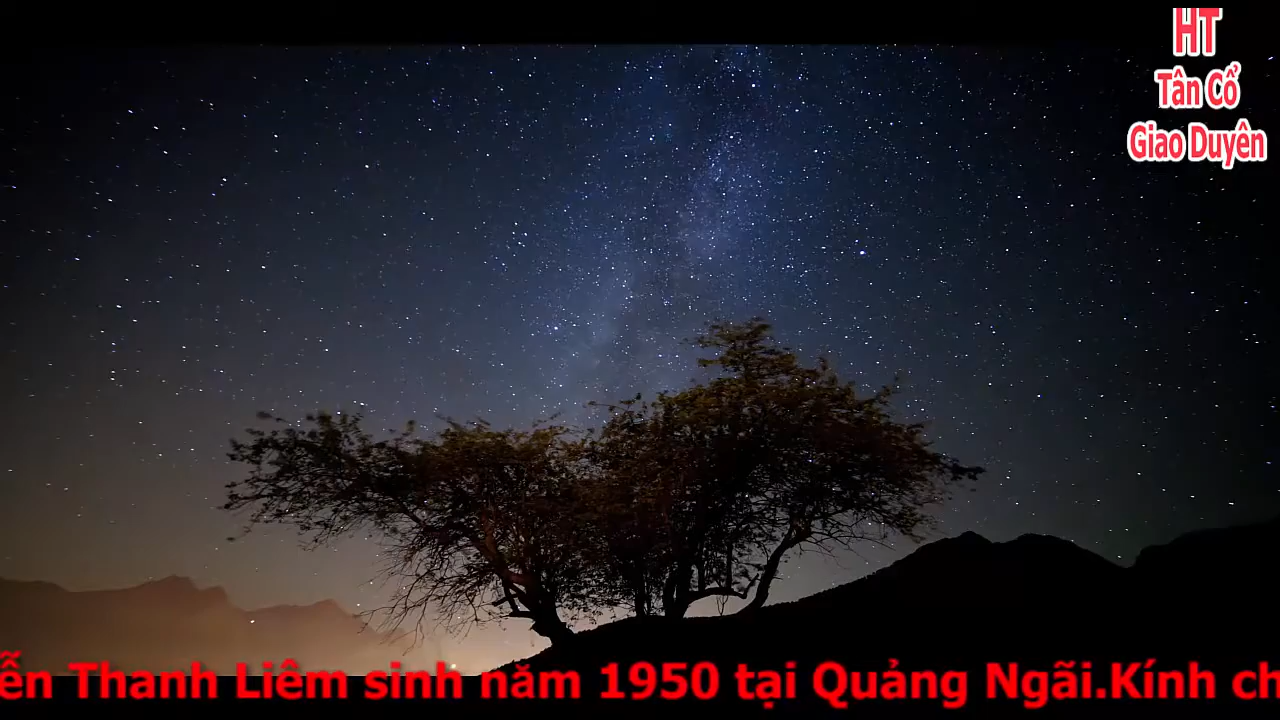 HT
Tân Cổ
Giao Duyên
Thanh Liêm sinh năm 1950 tại Quảng Ngãi.Kính